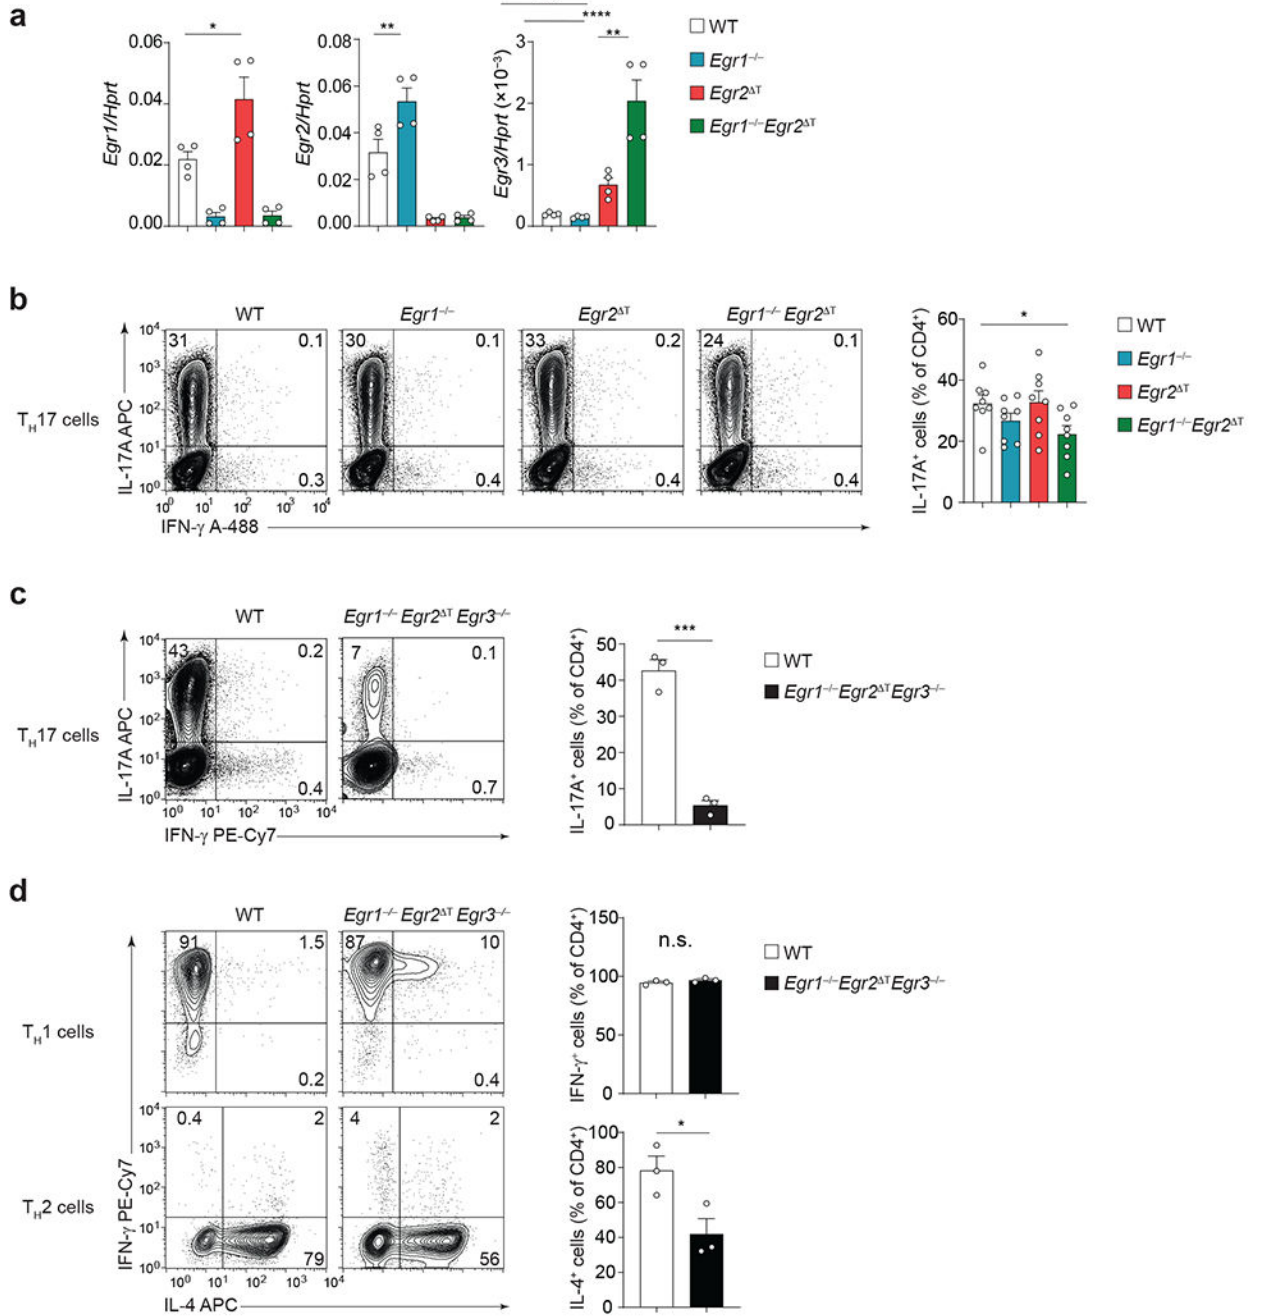 a
****
* ** **
WT
Egr1–/–
Egr2ΔT
Egr1–/–Egr2ΔT
Egr1/Hprt
0.06
0.04
0.02
0.00
Egr2/Hprt
0.08
0.06
0.04
0.02
0.00
Egr3/Hprt (×10–3)
3
2
1
0
b
WT Egr1–/– Egr2ΔT Egr1–/– Egr2ΔT
TH17 cells
IL-17A APC
104
103
102
101
100
31 0.1
0.3
30 0.1
0.4
33 0.2
0.4
24 0.1
0.4
100 101 102 103 104
IFN-γ A-488
IL-17A+ cells (% of CD4+)
60
40
20
0
*
WT
Egr1–/–
Egr2ΔT
Egr1–/–Egr2ΔT
c
WT Egr1–/– Egr2ΔT Egr3–/–
TH17 cells
IL-17A APC
104
103
102
101
100
43 0.2
0.4
7 0.1
0.7
100 101 102 103 104
IFN-γ PE-Cy7
IL-17A+ cells (% of CD4+)
50
40
30
20
10
0
***
WT
Egr1–/–Egr2ΔTEgr3–/–
d
WT Egr1–/– Egr2ΔT Egr3–/–
TH1 cells
91 1.5
0.2
87 10
0.4
TH2 cells
IFN-γ PE-Cy7
104
103
102
101
100
0.4 2
79
4 2
56
100 101 102 103 104
IL-4 APC
IFN-γ+ cells (% of CD4+)
150
100
50
0
n.s.
WT
Egr1–/–Egr2ΔTEgr3–/–
IL-4+ cells (% of CD4+)
100
80
60
40
20
0
*